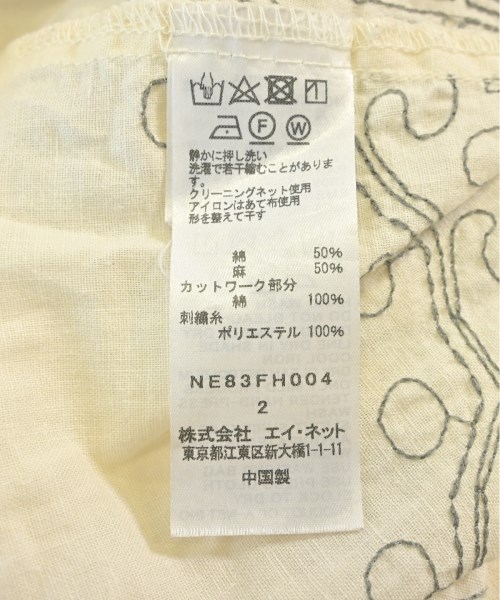 F W
静かに押し洗い
洗濯で若干縮むことがありま
す。
クリーニングネット使用
アイロンはあて布使用
形を整えて干す
綿 50%
麻 50%
カットワーク部分
綿 100%
刺繍糸
ポリエステル 100%
NE83FH004
2
株式会社 エイ・ネット
東京都江東区新大橋1-1-11
中国製